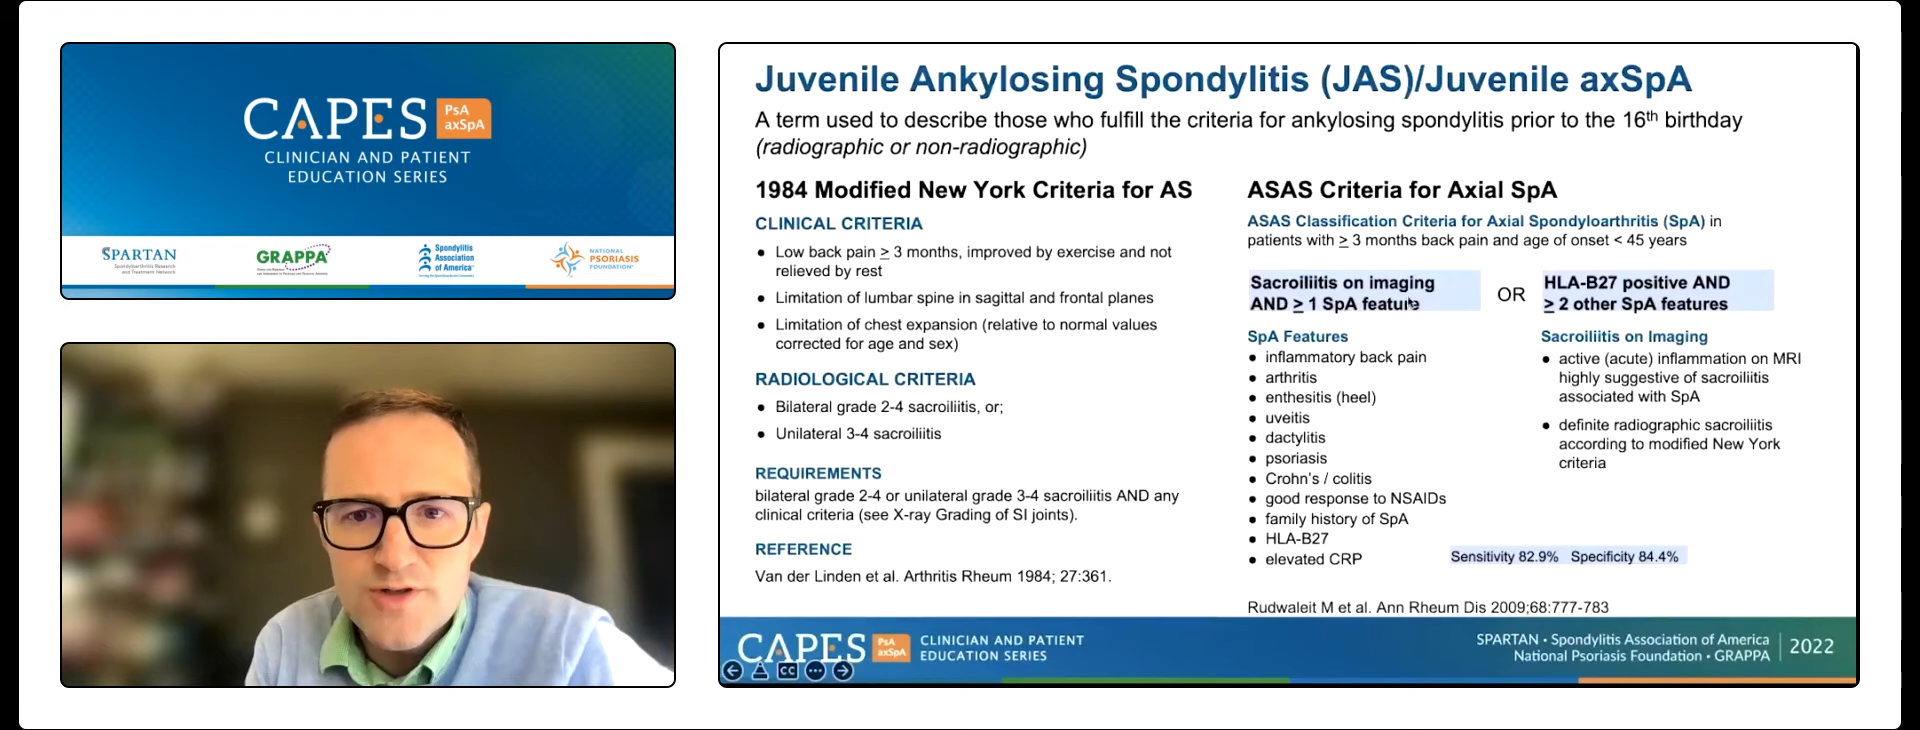 CAPES PsA axSpA
CLINICIAN AND PATIENT
EDUCATION SERIES
SPARTAN
GRAPPA
Spondylitis
Association
of America
NATIONAL
PSORIASIS
FOUNDATION
Juvenile Ankylosing Spondylitis (JAS)/Juvenile axSpA
A term used to describe those who fulfill the criteria for ankylosing spondylitis prior to the 16th birthday
(radiographic or non-radiographic)
1984 Modified New York Criteria for AS
CLINICAL CRITERIA
• Low back pain ≥ 3 months, improved by exercise and not
relieved by rest
• Limitation of lumbar spine in sagittal and frontal planes
• Limitation of chest expansion (relative to normal values
corrected for age and sex)
RADIOLOGICAL CRITERIA
• Bilateral grade 2-4 sacroiliitis, or;
• Unilateral 3-4 sacroiliitis
REQUIREMENTS
bilateral grade 2-4 or unilateral grade 3-4 sacroiliitis AND any
clinical criteria (see X-ray Grading of SI joints).
REFERENCE
Van der Linden et al. Arthritis Rheum 1984; 27:361.
ASAS Criteria for Axial SpA
ASAS Classification Criteria for Axial Spondyloarthritis (SpA) in
patients with ≥ 3 months back pain and age of onset < 45 years
Sacroiliitis on imaging
AND ≥ 1 SpA feature
OR
HLA-B27 positive AND
≥ 2 other SpA features
SpA Features
• inflammatory back pain
• arthritis
• enthesitis (heel)
• uveitis
• dactylitis
• psoriasis
• Crohn's / colitis
• good response to NSAIDs
• family history of SpA
• HLA-B27
• elevated CRP
Sacroiliitis on Imaging
• active (acute) inflammation on MRI
highly suggestive of sacroiliitis
associated with SpA
• definite radiographic sacroiliitis
according to modified New York
criteria
Sensitivity 82.9% Specificity 84.4%
Rudwaleit M et al. Ann Rheum Dis 2009;68:777-783
CAPES PsA axSpA
CLINICIAN AND PATIENT
EDUCATION SERIES
CC
SPARTAN • Spondylitis Association of America
National Psoriasis Foundation • GRAPPA
2022